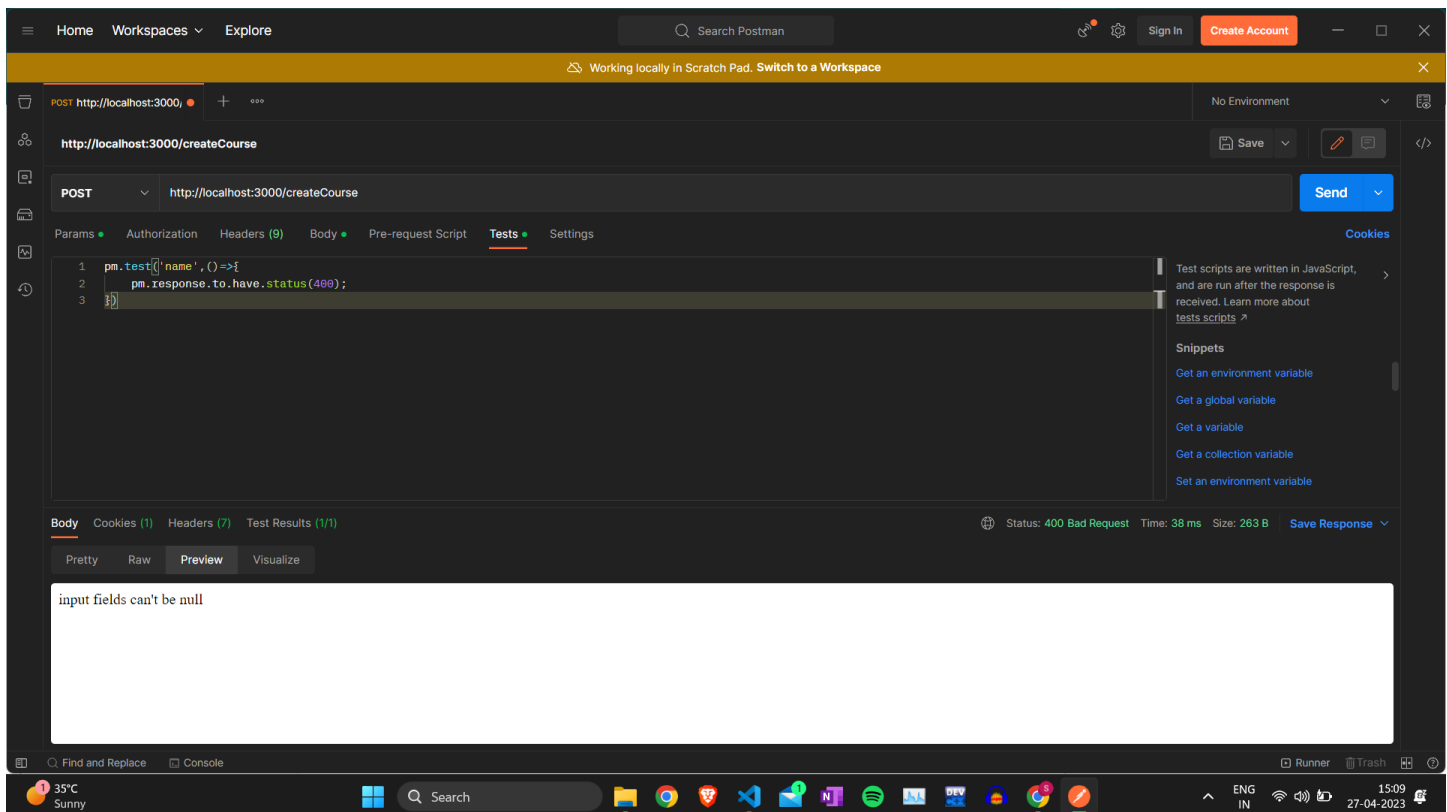 Home Workspaces Explore Search Postman Sign In Create Account
Working locally in Scratch Pad. Switch to a Workspace
POST http://localhost:3000/ No Environment
http://localhost:3000/createCourse Save
POST http://localhost:3000/createCourse Send
Params Authorization Headers (9) Body Pre-request Script Tests Settings Cookies
1 pm.test('name',()=>{
2 pm.response.to.have.status(400);
3 })
Test scripts are written in JavaScript,
and are run after the response is
received. Learn more about
tests scripts
Snippets
Get an environment variable
Get a global variable
Get a variable
Get a collection variable
Set an environment variable
Body Cookies (1) Headers (7) Test Results (1/1) Status: 400 Bad Request Time: 38 ms Size: 263 B Save Response
Pretty Raw Preview Visualize
input fields can't be null
Find and Replace Console Runner Trash
1 35°C
Sunny
Search
1
DEV
ENG
IN
15:09
27-04-2023